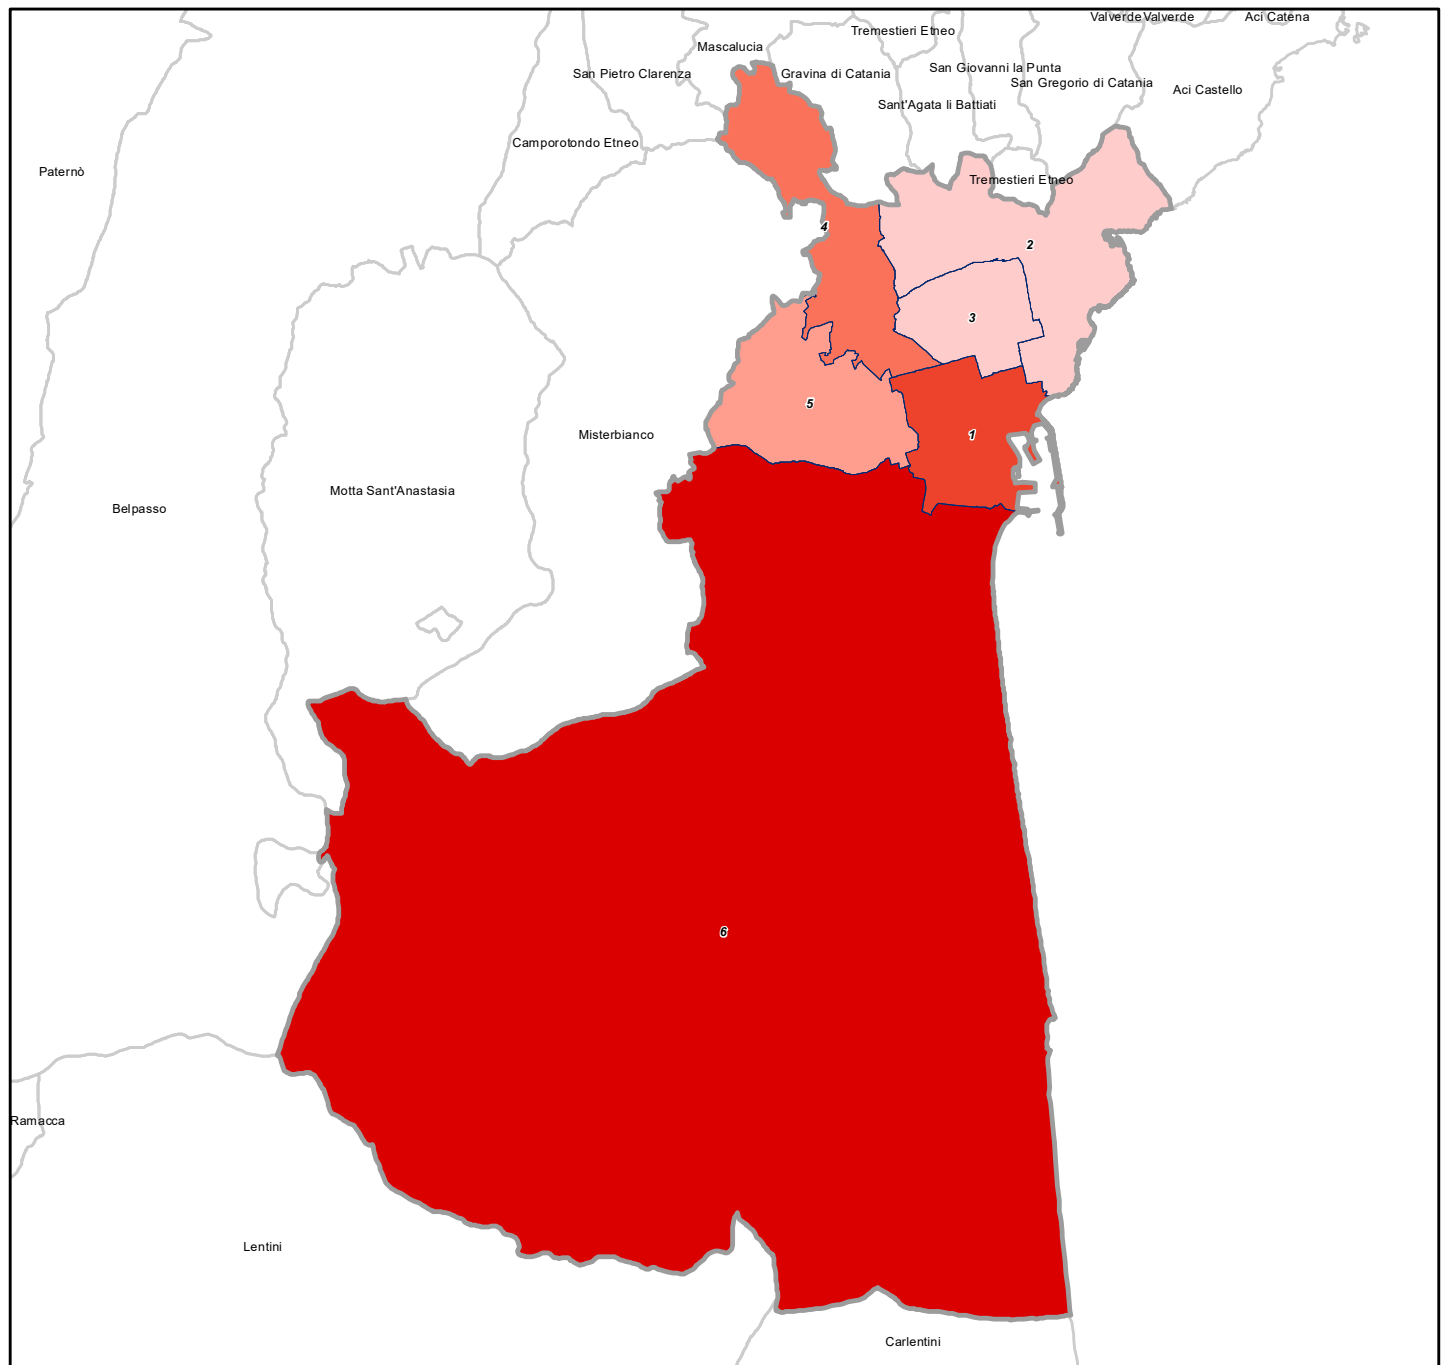 ValverdeValverde
Aci Catena
Tremestieri Etneo
Mascalucia
San Giovanni la Punta
San Pietro Clarenza
Gravina di Catania
San Gregorio di Catania
Aci Castello
Sant'Agata li Battiati
Camporotondo Etneo
Paternò
Tremestieri Etneo
4
2
3
5
Misterbianco
1
Motta Sant'Anastasia
Belpasso
6
Ramacca
Lentini
Carlentini